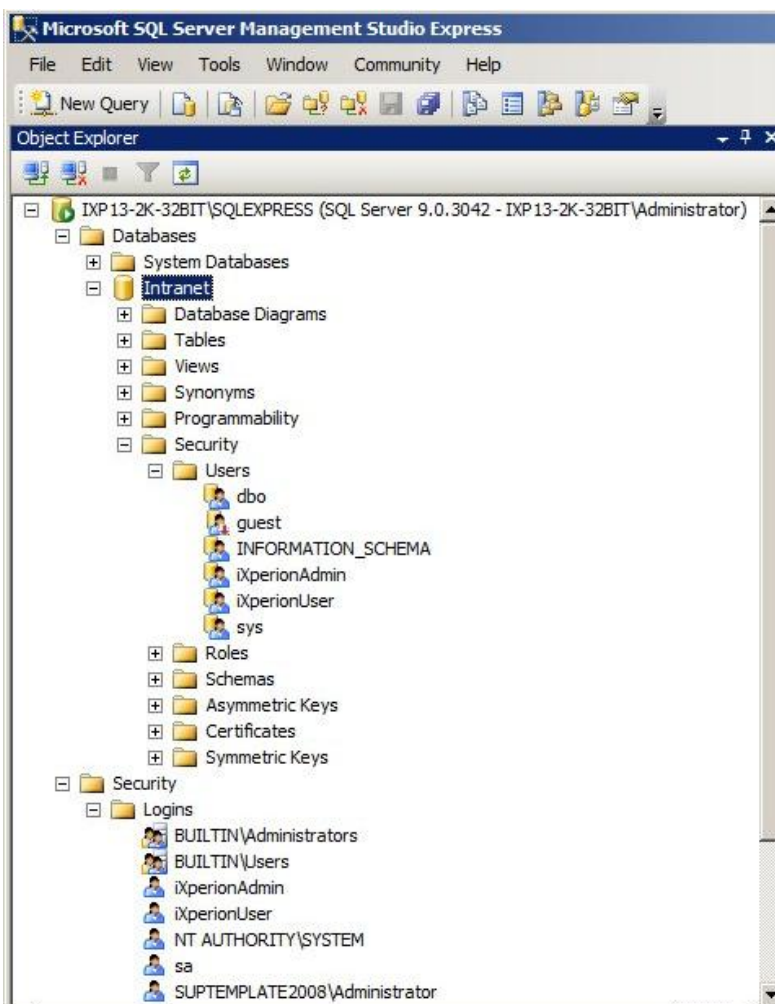 Microsoft SQL Server Management Studio Express
File Edit View Tools Window Community Help
New Query
Object Explorer
IXP13-2K-32BIT\SQLEXPRESS (SQL Server 9.0.3042 - IXP13-2K-32BIT\Administrator)
Databases
System Databases
Intranet
Database Diagrams
Tables
Views
Synonyms
Programmability
Security
Users
dbo
guest
INFORMATION_SCHEMA
iXperionAdmin
iXperionUser
sys
Roles
Schemas
Asymmetric Keys
Certificates
Symmetric Keys
Security
Logins
BUILTIN\Administrators
BUILTIN\Users
iXperionAdmin
iXperionUser
NT AUTHORITY\SYSTEM
sa
SUPTEMPLATE2008\Administrator